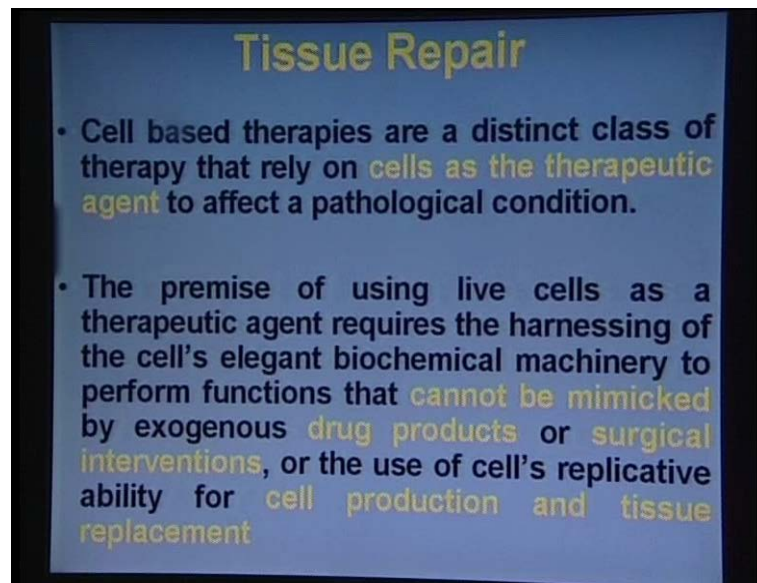 Tissue Repair
• Cell based therapies are a distinct class of
therapy that rely on cells as the therapeutic
agent to affect a pathological condition.
• The premise of using live cells as a
therapeutic agent requires the harnessing of
the cell's elegant biochemical machinery to
perform functions that cannot be mimicked
by exogenous drug products or surgical
interventions, or the use of cell's replicative
ability for cell production and tissue
replacement